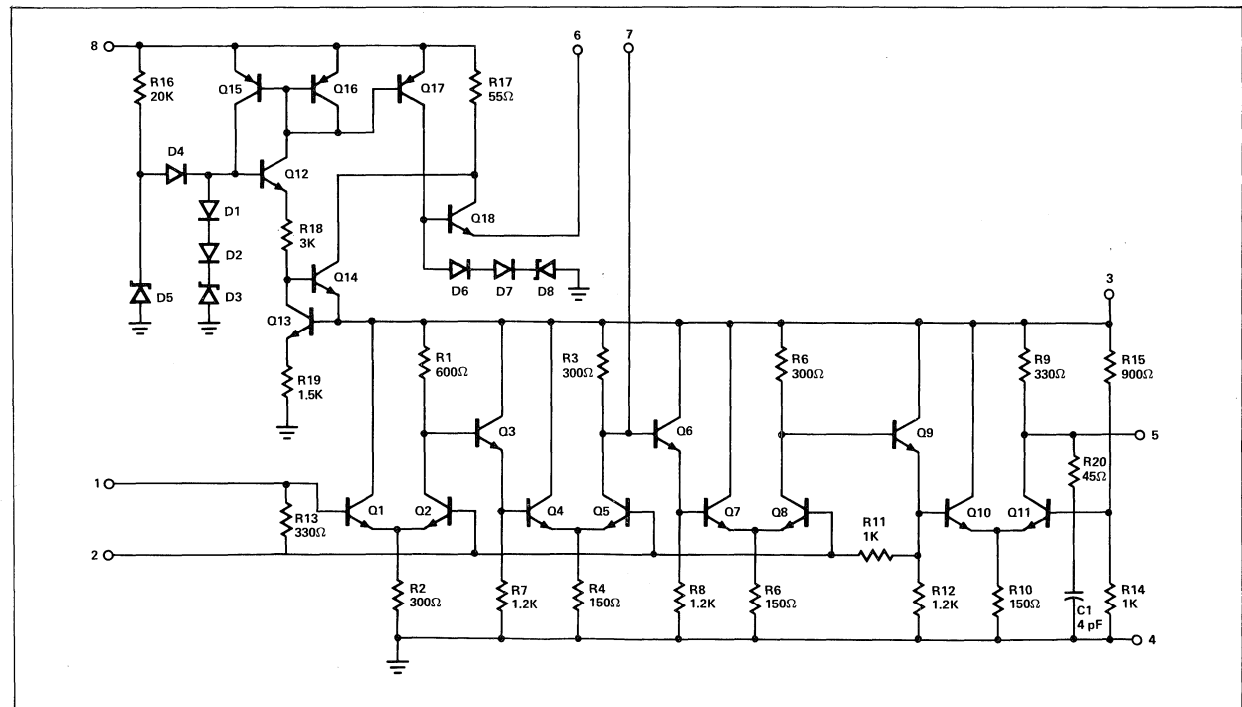 8
6
7
R16
20K
Q15
Q16
Q17
R17
55Ω
D4
Q12
D1
R18
3K
Q18
D2
Q14
D6
D7
D8
3
D5
D3
Q13
R1
600Ω
R3
300Ω
R6
300Ω
R9
330Ω
R15
900Ω
R19
1.5K
Q3
Q6
Q9
5
R20
45Ω
1
R13
330Ω
Q1
Q2
Q4
Q5
Q7
Q8
R11
1K
Q10
Q11
2
R2
300Ω
R7
1.2K
R4
150Ω
R8
1.2K
R6
150Ω
R12
1.2K
R10
150Ω
C1
4 pF
R14
1K
4